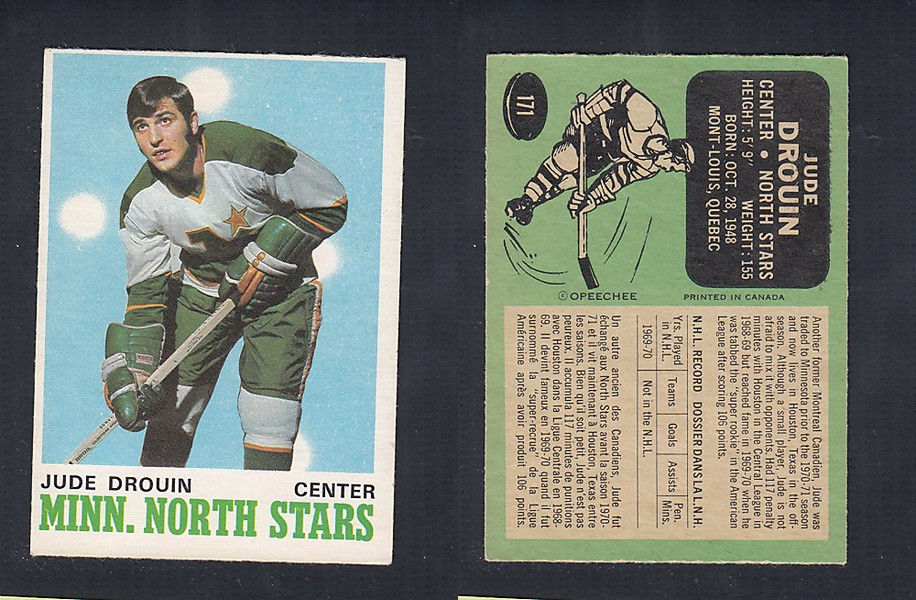 JUDE DROUIN CENTER
MINN. NORTH STARS
171
JUDE
DROUIN
CENTER • NORTH STARS
HEIGHT: 5' 9" WEIGHT: 155
BORN: OCT. 28, 1948
MONT-LOUIS, QUEBEC
© OPEECHEE PRINTED IN CANADA
Another former Montreal Canadien, Jude was
traded to Minnesota prior to the 1970-71 season
and now lives in Houston, Texas in the off-
season. Although a small player, Jude is not
afraid to mix it with opponents. Had 117 penalty
minutes with Houston in the Central League in
1968-69 but reached fame in 1969-70 when he
was tabbed the "super rookie" in the American
League after scoring 106 points.
N.H.L. RECORD DOSSIER DANS LA L.N.H.
Yrs. Played Teams Goals Assists Pen.
in N.H.L. Mins.
1969-70 Not in the N.H.L.
Un autre ancien des Canadiens, Jude fut
échangé aux North Stars avant la saison 1970-
71 et il vit maintenant à Houston, Texas entre
les saisons. Bien qu'il soit petit, Jude n'est pas
peureux. Il accumula 117 minutes de punitions
avec Houston dans la Ligue Centrale en 1968-
69. Il devint fameux en 1969-70 quand il fut
surnommé la "super-recrue" de la Ligue
Américaine après avoir produit 106 points.